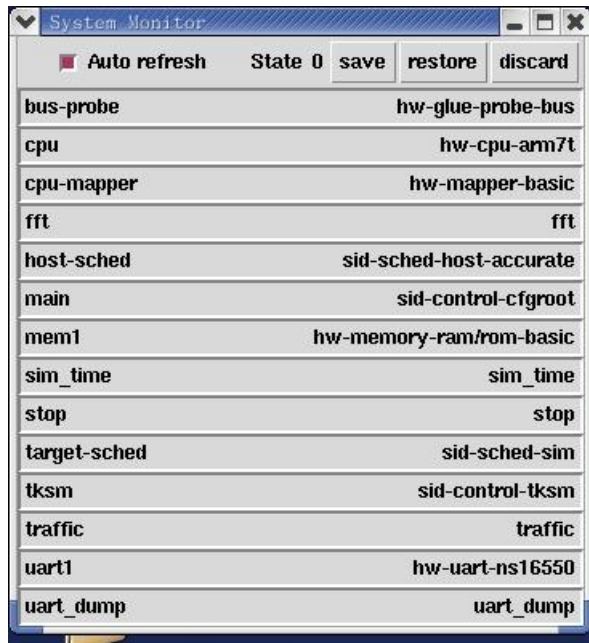 System Monitor
Auto refresh State 0 save restore discard
bus-probe hw-glue-probe-bus
cpu hw-cpu-arm7t
cpu-mapper hw-mapper-basic
fft fft
host-sched sid-sched-host-accurate
main sid-control-cfgroot
mem1 hw-memory-ram/rom-basic
sim_time sim_time
stop stop
target-sched sid-sched-sim
tksm sid-control-tksm
traffic traffic
uart1 hw-uart-ns16550
uart_dump uart_dump